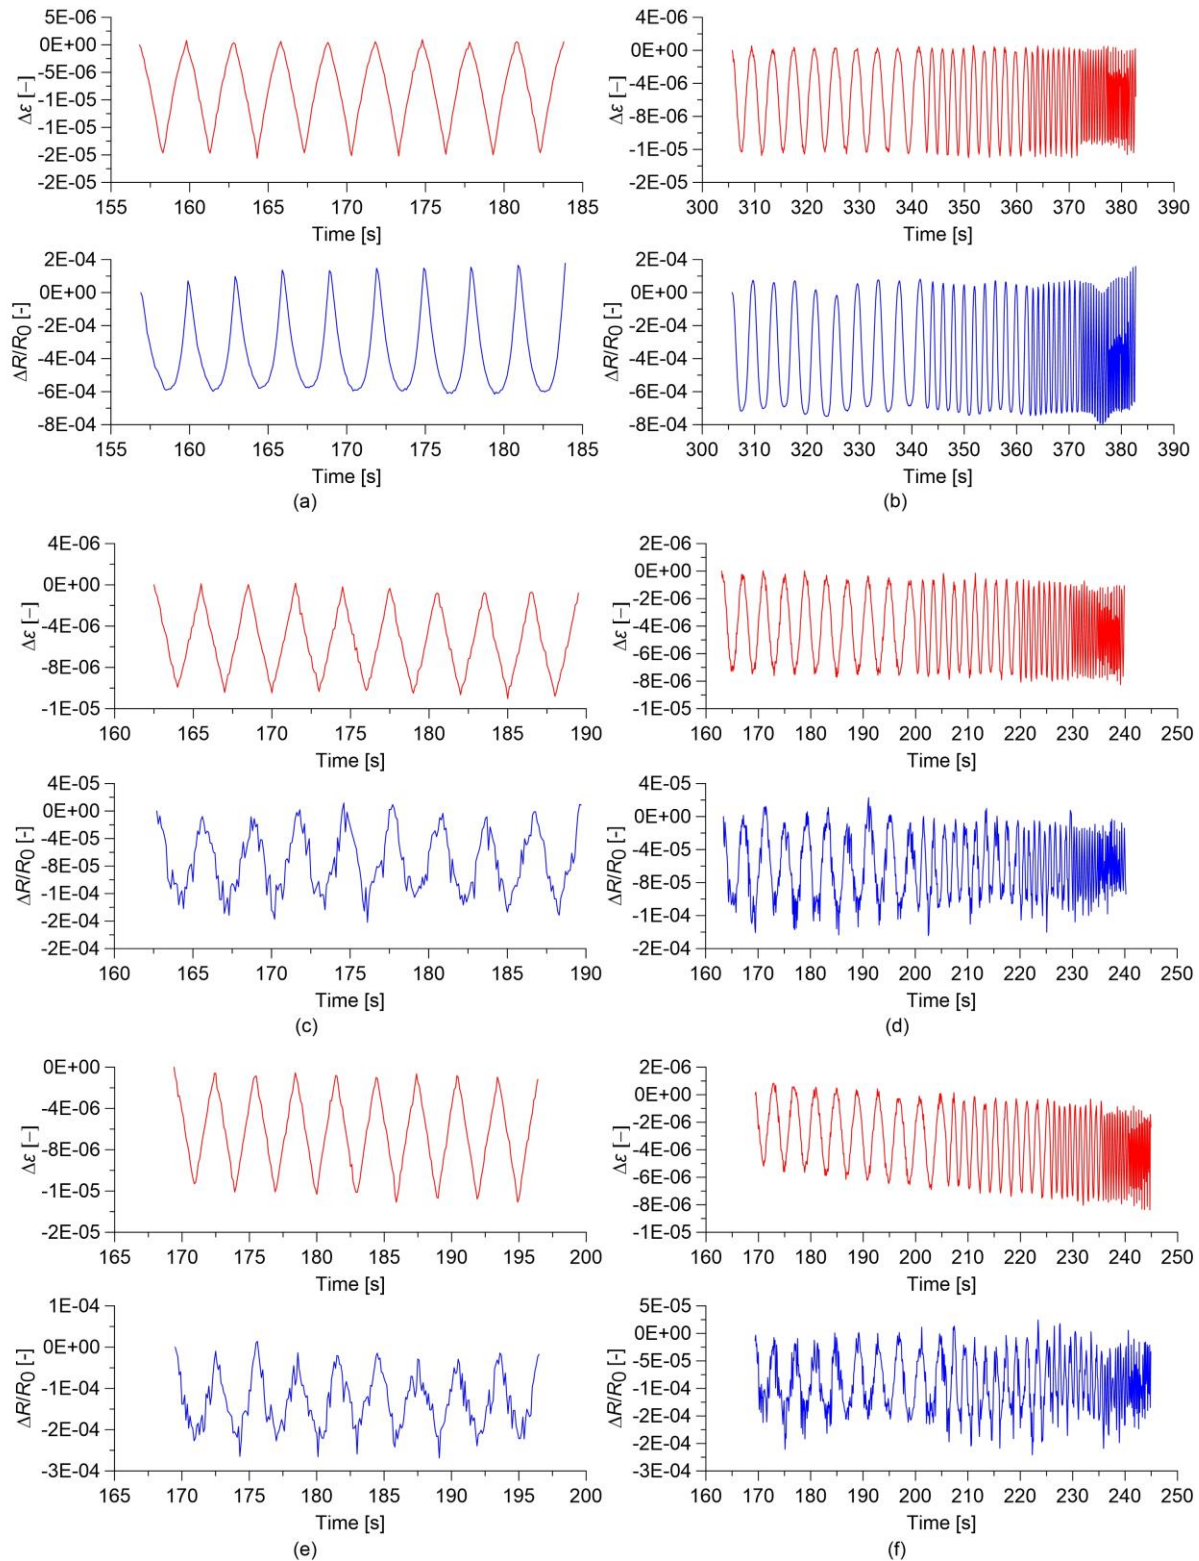 Δε [–]
5E-06
0E+00
-5E-06
-1E-05
-1E-05
-2E-05
-2E-05
155 160 165 170 175 180 185
Time [s]
ΔR/R0 [-]
2E-04
0E+00
-2E-04
-4E-04
-6E-04
-8E-04
155 160 165 170 175 180 185
Time [s]
(a)
Δε [–]
4E-06
0E+00
-4E-06
-8E-06
-1E-05
-2E-05
300 310 320 330 340 350 360 370 380 390
Time [s]
ΔR/R0 [-]
2E-04
0E+00
-2E-04
-4E-04
-6E-04
-8E-04
300 310 320 330 340 350 360 370 380 390
Time [s]
(b)
Δε [–]
4E-06
0E+00
-4E-06
-8E-06
-1E-05
160 165 170 175 180 185 190
Time [s]
ΔR/R0 [-]
4E-05
0E+00
-4E-05
-8E-05
-1E-04
-2E-04
-2E-04
160 165 170 175 180 185 190
Time [s]
(c)
Δε [–]
2E-06
0E+00
-2E-06
-4E-06
-6E-06
-8E-06
-1E-05
160 170 180 190 200 210 220 230 240 250
Time [s]
ΔR/R0 [-]
4E-05
0E+00
-4E-05
-8E-05
-1E-04
-2E-04
160 170 180 190 200 210 220 230 240 250
Time [s]
(d)
Δε [–]
0E+00
-4E-06
-8E-06
-1E-05
-2E-05
165 170 175 180 185 190 195 200
Time [s]
ΔR/R0 [-]
1E-04
0E+00
-1E-04
-2E-04
-3E-04
165 170 175 180 185 190 195 200
Time [s]
(e)
Δε [–]
2E-06
0E+00
-2E-06
-4E-06
-6E-06
-8E-06
-1E-05
160 170 180 190 200 210 220 230 240 250
Time [s]
ΔR/R0 [-]
5E-05
0E+00
-5E-05
-1E-04
-2E-04
-2E-04
-3E-04
160 170 180 190 200 210 220 230 240 250
Time [s]
(f)